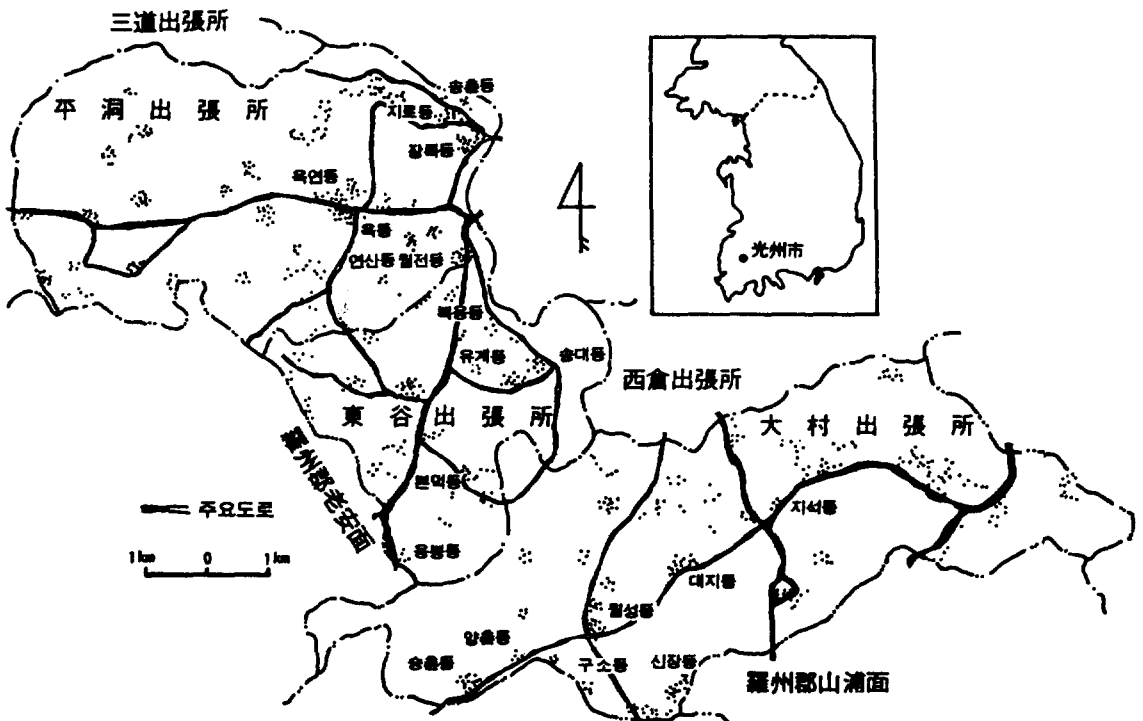 三道出張所
송촌동
平洞出張所
지로동
장록동
옥연동
옥동
연산동 월전동
복룡동
유계동
송대동
光州市
西倉出張所
東谷出張所
大村出張所
羅州郡老安面
본덕동
용봉동
주요도로
1km 0 1km
지석동
대지동
월성동
양촌동
승촌동
구소동
신장동
羅州郡山浦面